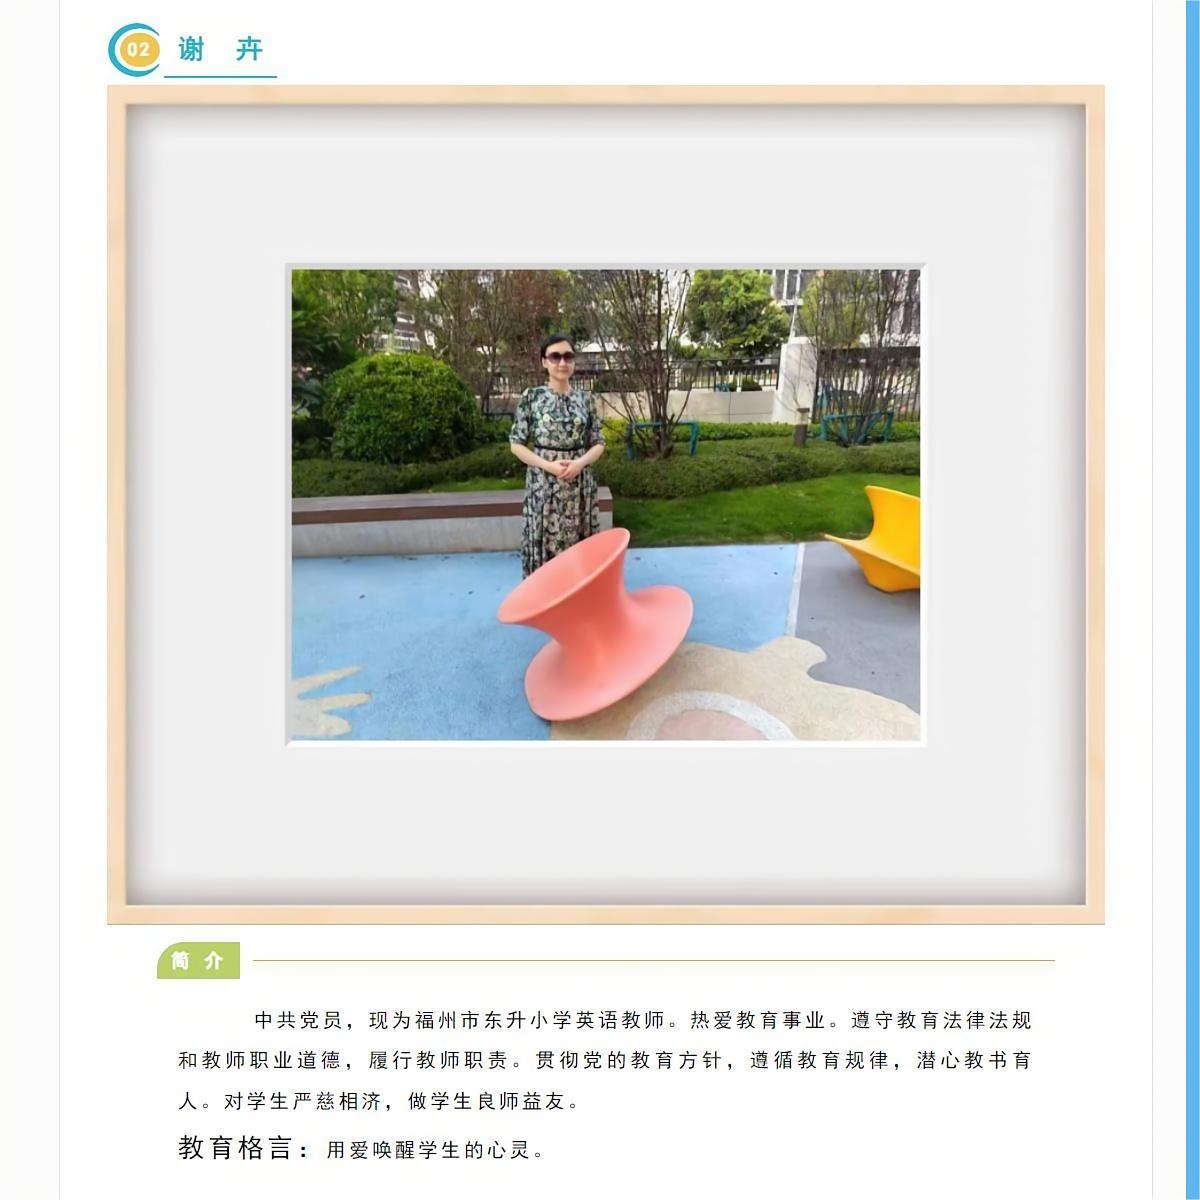 02 谢 卉
简 介
中共党员，现为福州市东升小学英语教师。热爱教育事业。遵守教育法律法规
和教师职业道德，履行教师职责。贯彻党的教育方针，遵循教育规律，潜心教书育
人。对学生严慈相济，做学生良师益友。
教育格言：用爱唤醒学生的心灵。